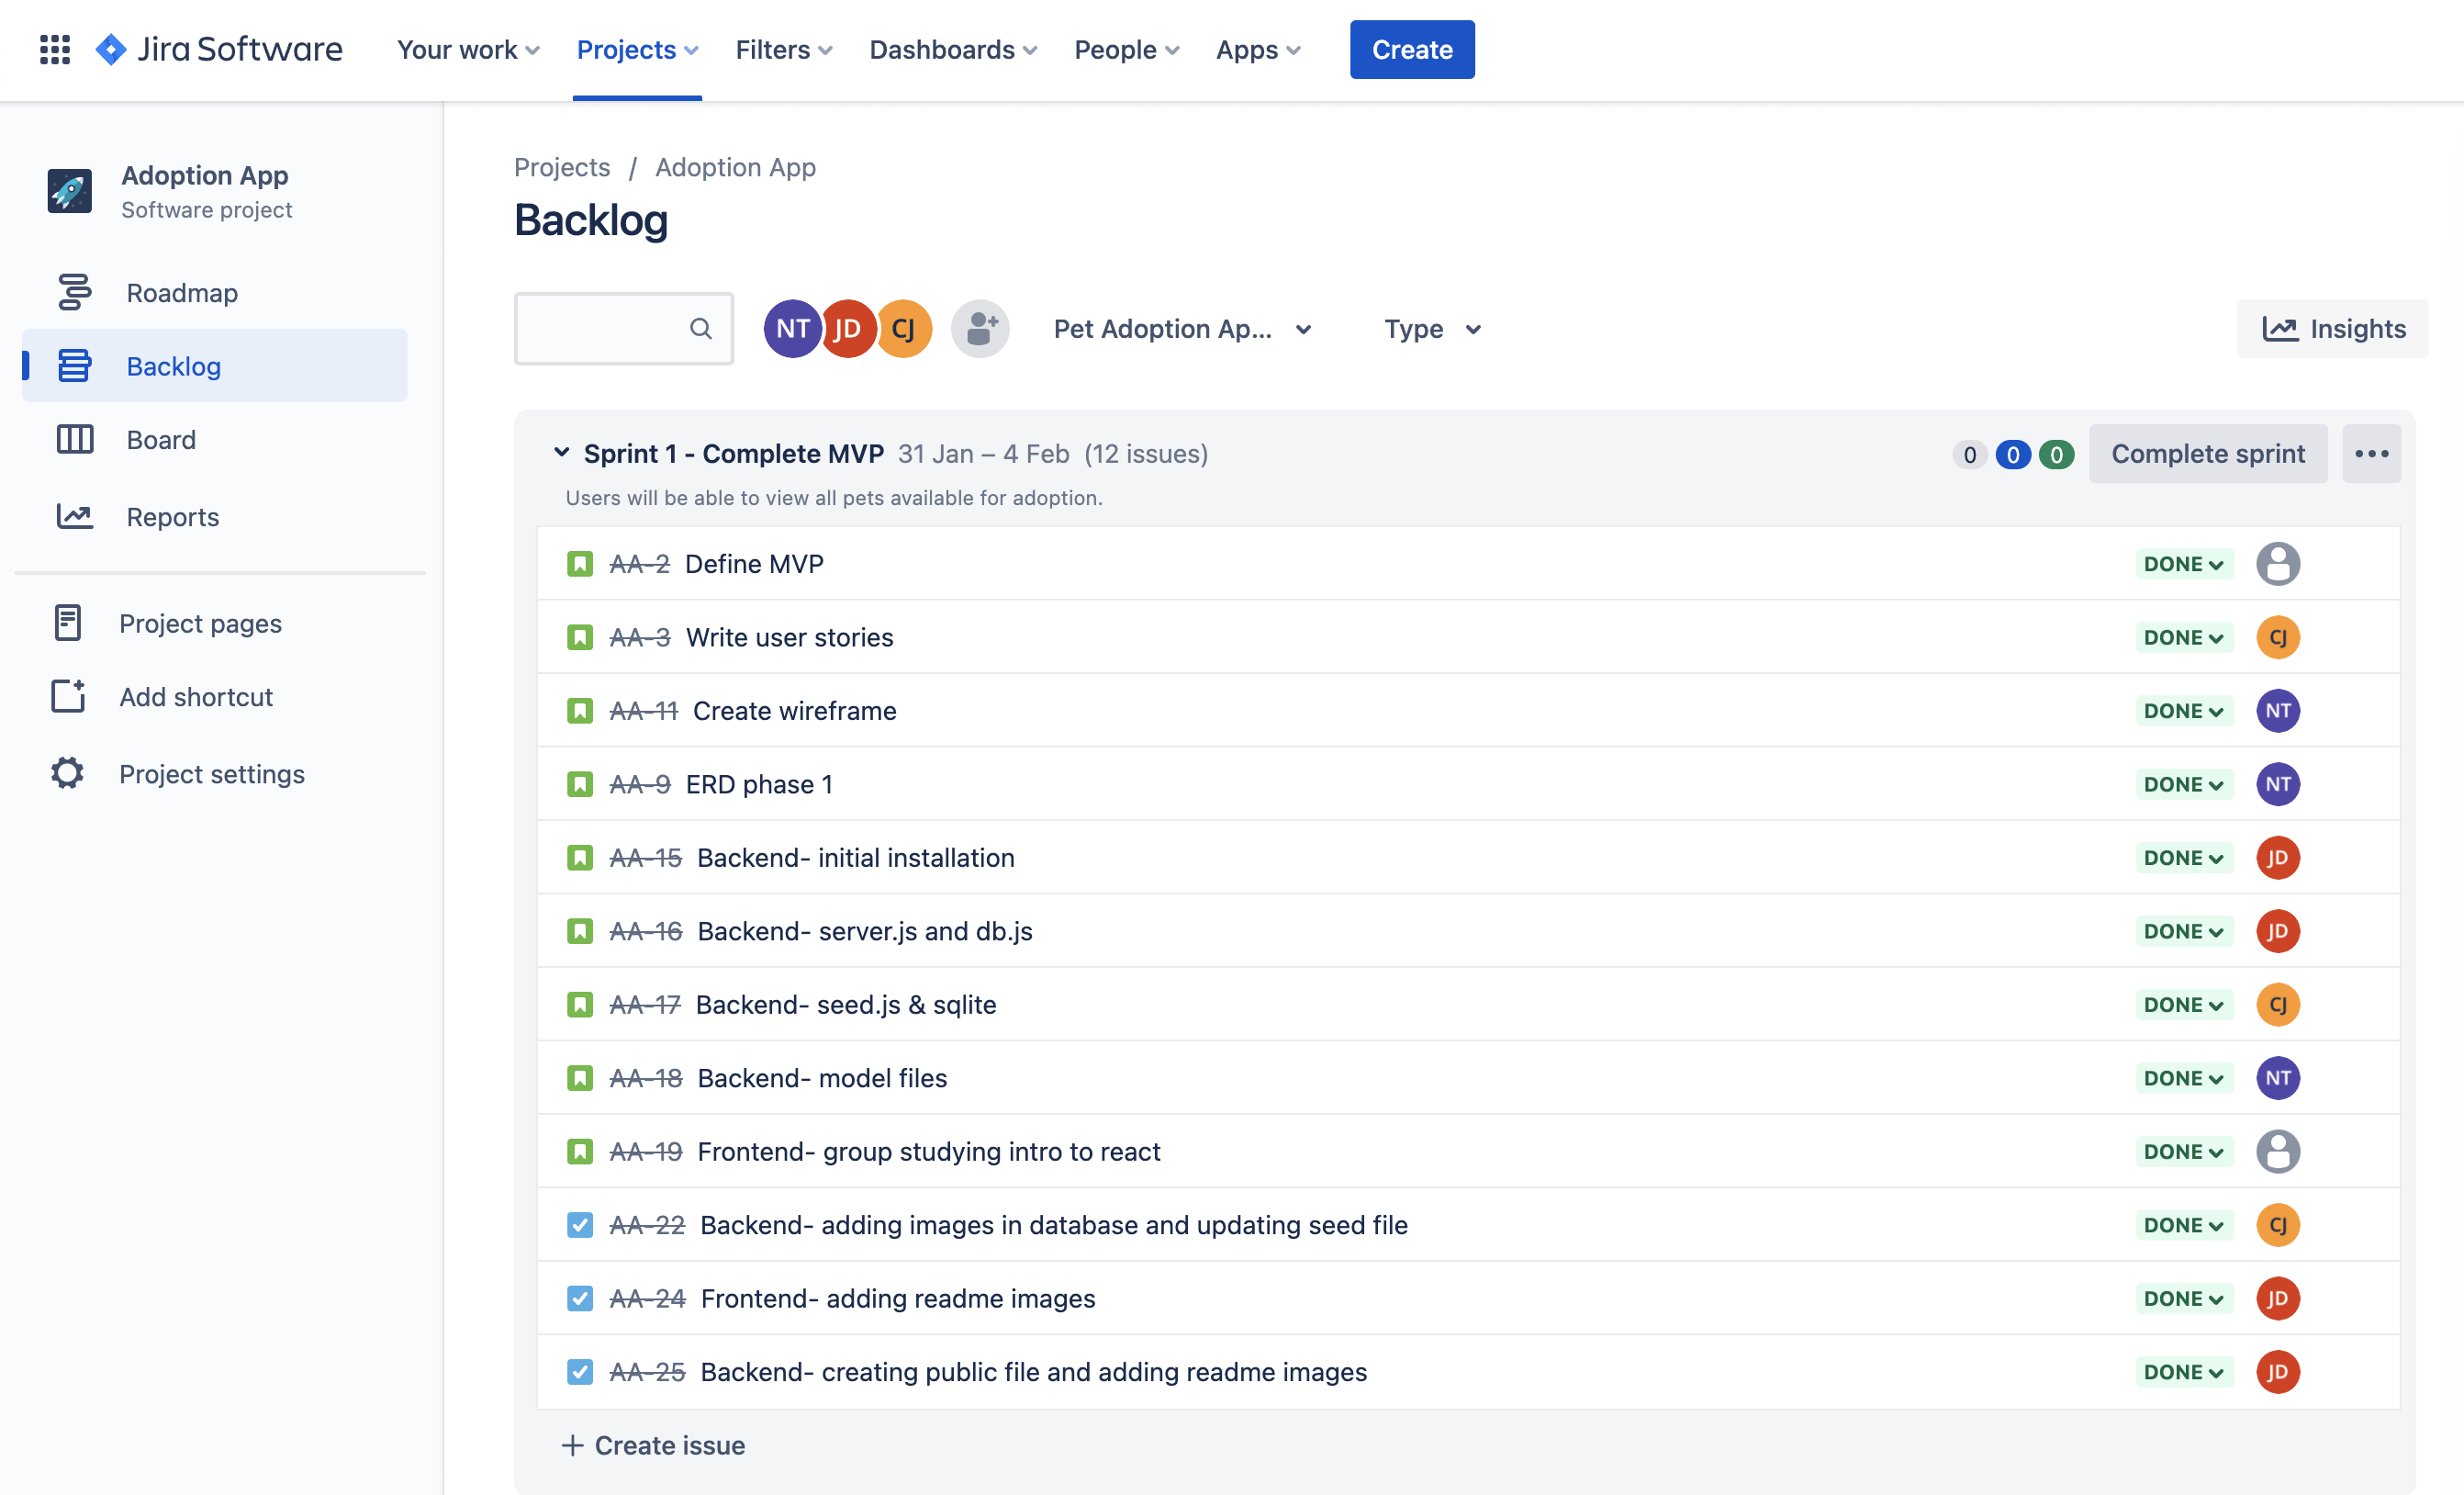 Jira Software Your work Projects Filters Dashboards People Apps Create
Adoption App
Software project
Roadmap
Backlog
Board
Reports
Project pages
Add shortcut
Project settings
Projects / Adoption App
Backlog
NT JD CJ Pet Adoption Ap... Type Insights
Sprint 1 - Complete MVP 31 Jan – 4 Feb (12 issues) 0 0 0 Complete sprint
Users will be able to view all pets available for adoption.
AA-2 Define MVP DONE
AA-3 Write user stories DONE CJ
AA-11 Create wireframe DONE NT
AA-9 ERD phase 1 DONE NT
AA-15 Backend- initial installation DONE JD
AA-16 Backend- server.js and db.js DONE JD
AA-17 Backend- seed.js & sqlite DONE CJ
AA-18 Backend- model files DONE NT
AA-19 Frontend- group studying intro to react DONE
AA-22 Backend- adding images in database and updating seed file DONE CJ
AA-24 Frontend- adding readme images DONE JD
AA-25 Backend- creating public file and adding readme images DONE JD
+ Create issue